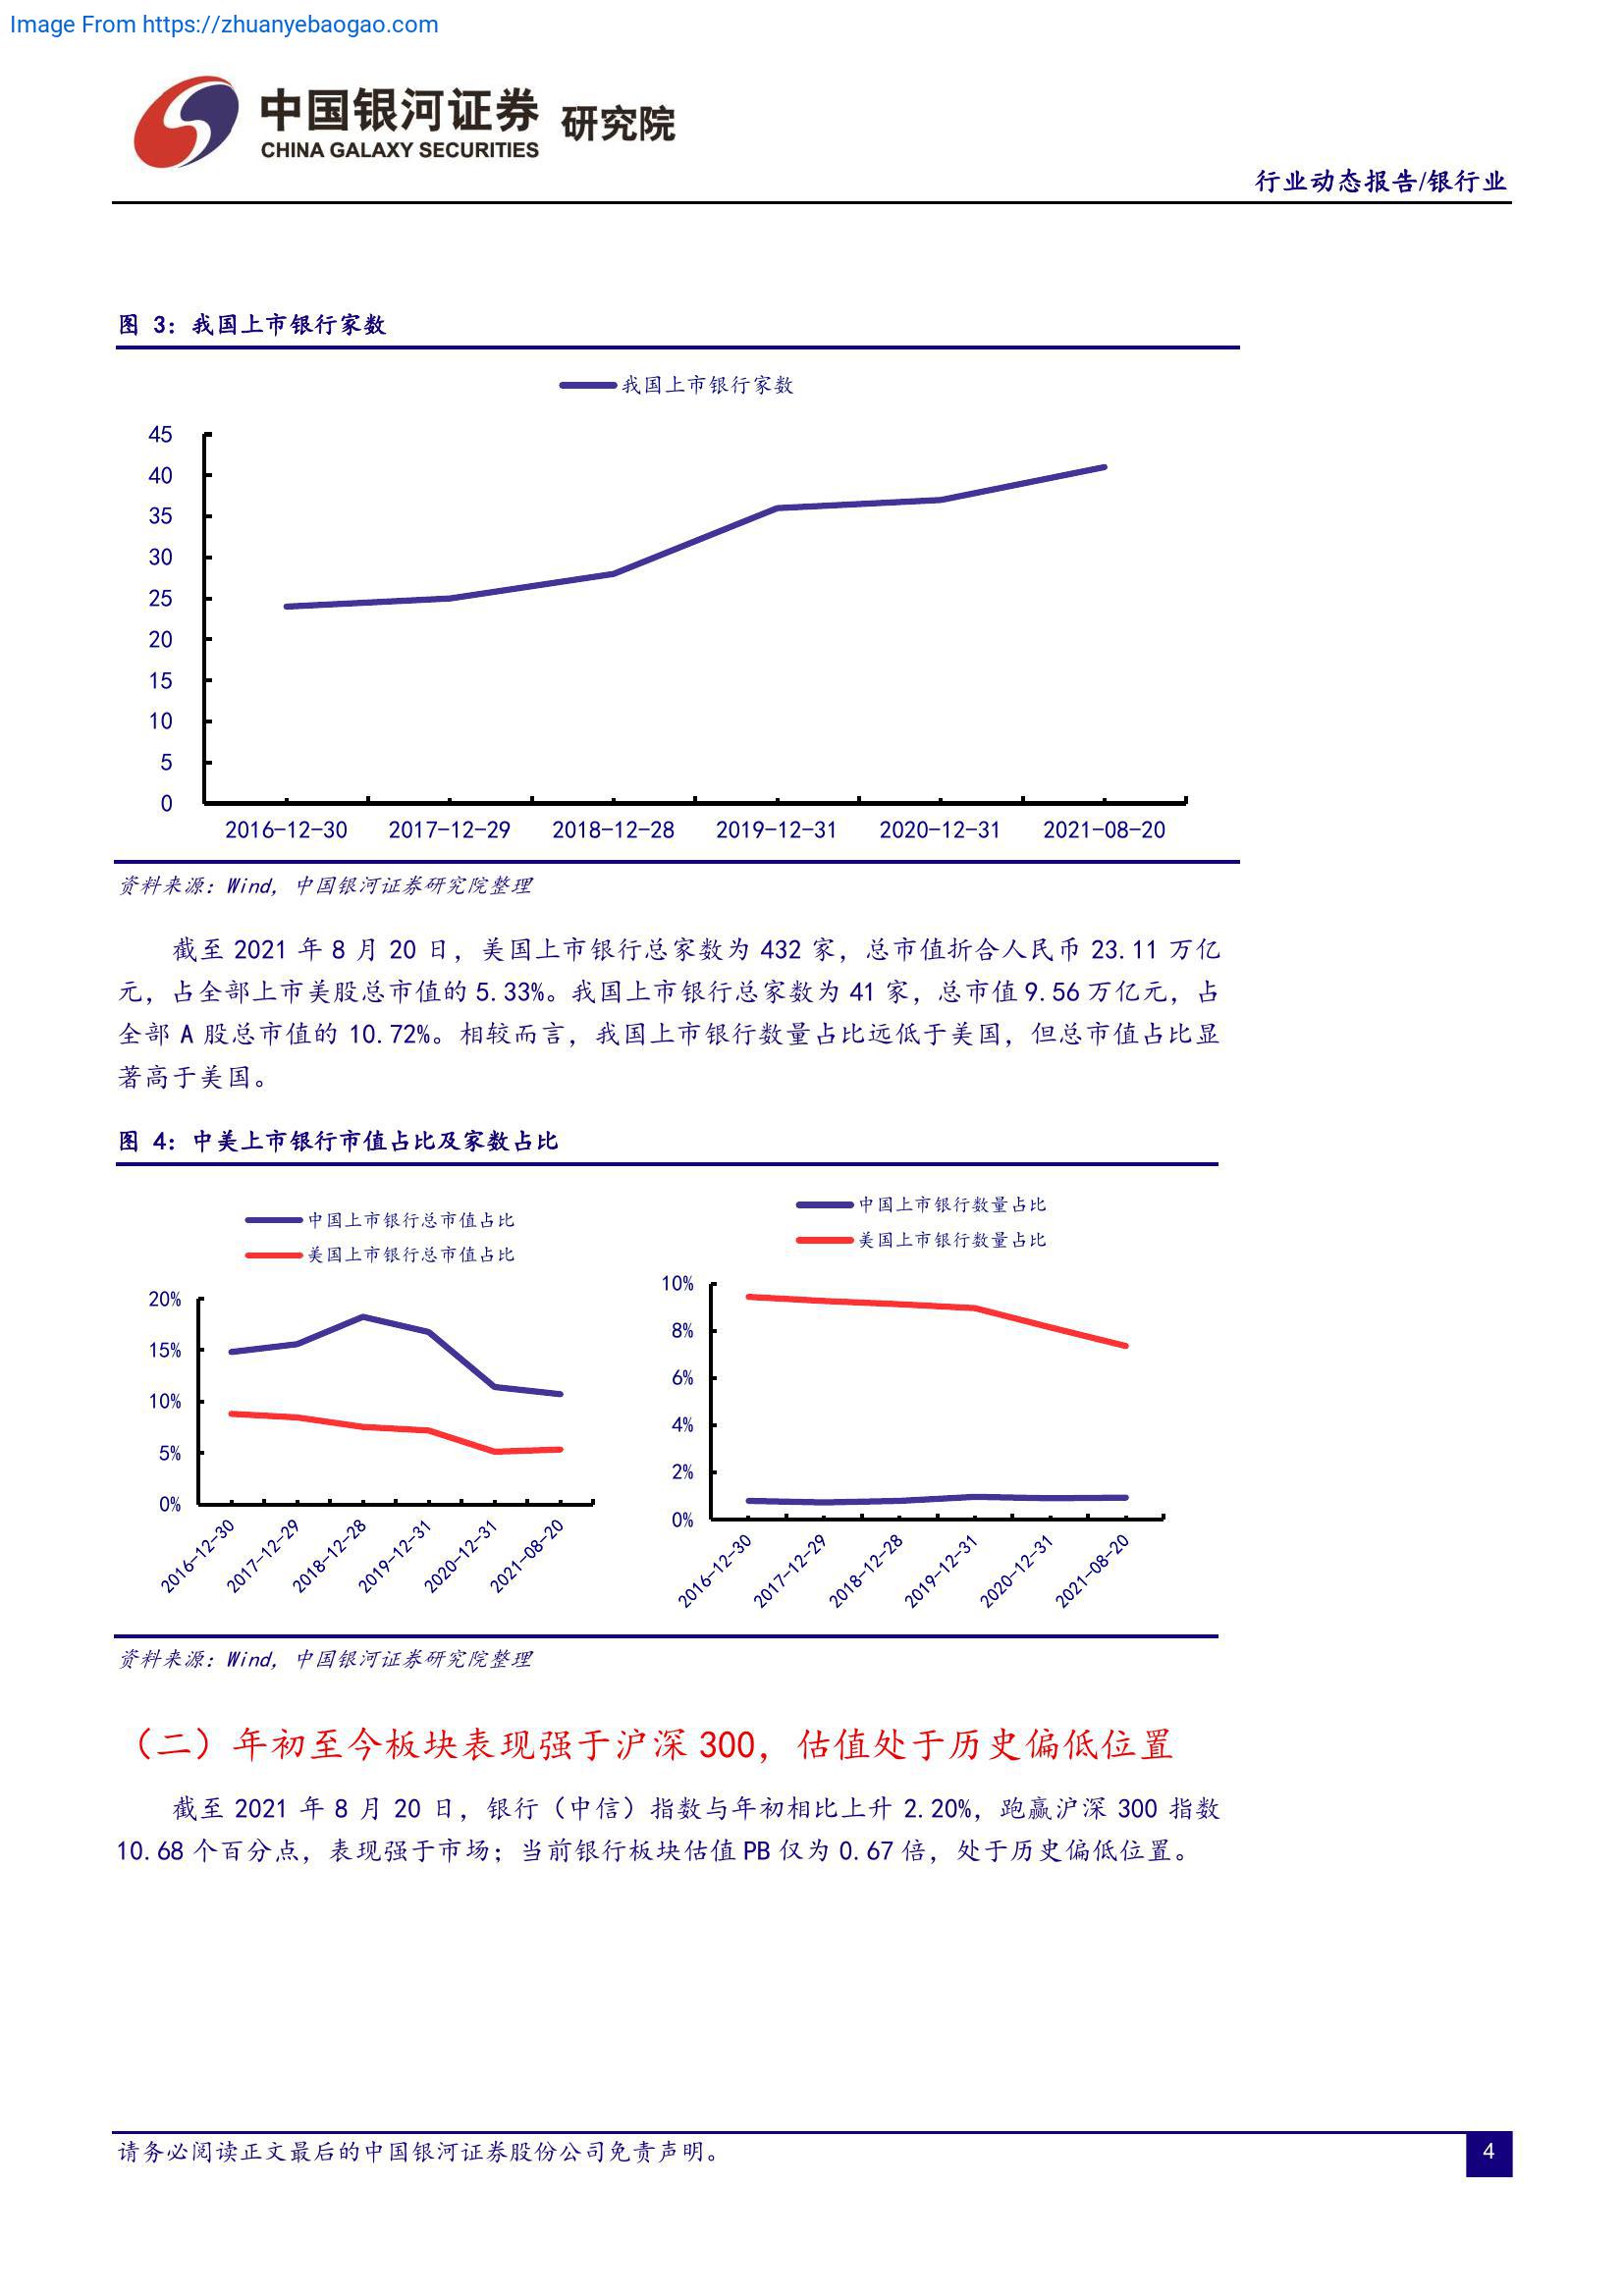 Image From https://zhuanyebaogao.com
中国银河证券 研究院
CHINA GALAXY SECURITIES
行业动态报告/银行业
图 3：我国上市银行家数
我国上市银行家数
45
40
35
30
25
20
15
10
5
0
2016-12-30 2017-12-29 2018-12-28 2019-12-31 2020-12-31 2021-08-20
资料来源：Wind，中国银河证券研究院整理
截至 2021 年 8 月 20 日，美国上市银行总家数为 432 家，总市值折合人民币 23.11 万亿
元，占全部上市美股总市值的 5.33%。我国上市银行总家数为 41 家，总市值 9.56 万亿元，占
全部 A 股总市值的 10.72%。相较而言，我国上市银行数量占比远低于美国，但总市值占比显
著高于美国。
图 4：中美上市银行市值占比及家数占比
中国上市银行总市值占比
美国上市银行总市值占比
20%
15%
10%
5%
0%
2016-12-30 2017-12-29 2018-12-28 2019-12-31 2020-12-31 2021-08-20
中国上市银行数量占比
美国上市银行数量占比
10%
8%
6%
4%
2%
0%
2016-12-30 2017-12-29 2018-12-28 2019-12-31 2020-12-31 2021-08-20
资料来源：Wind，中国银河证券研究院整理
（二）年初至今板块表现强于沪深 300，估值处于历史偏低位置
截至 2021 年 8 月 20 日，银行（中信）指数与年初相比上升 2.20%，跑赢沪深 300 指数
10.68 个百分点，表现强于市场；当前银行板块估值 PB 仅为 0.67 倍，处于历史偏低位置。
请务必阅读正文最后的中国银河证券股份公司免责声明。
4